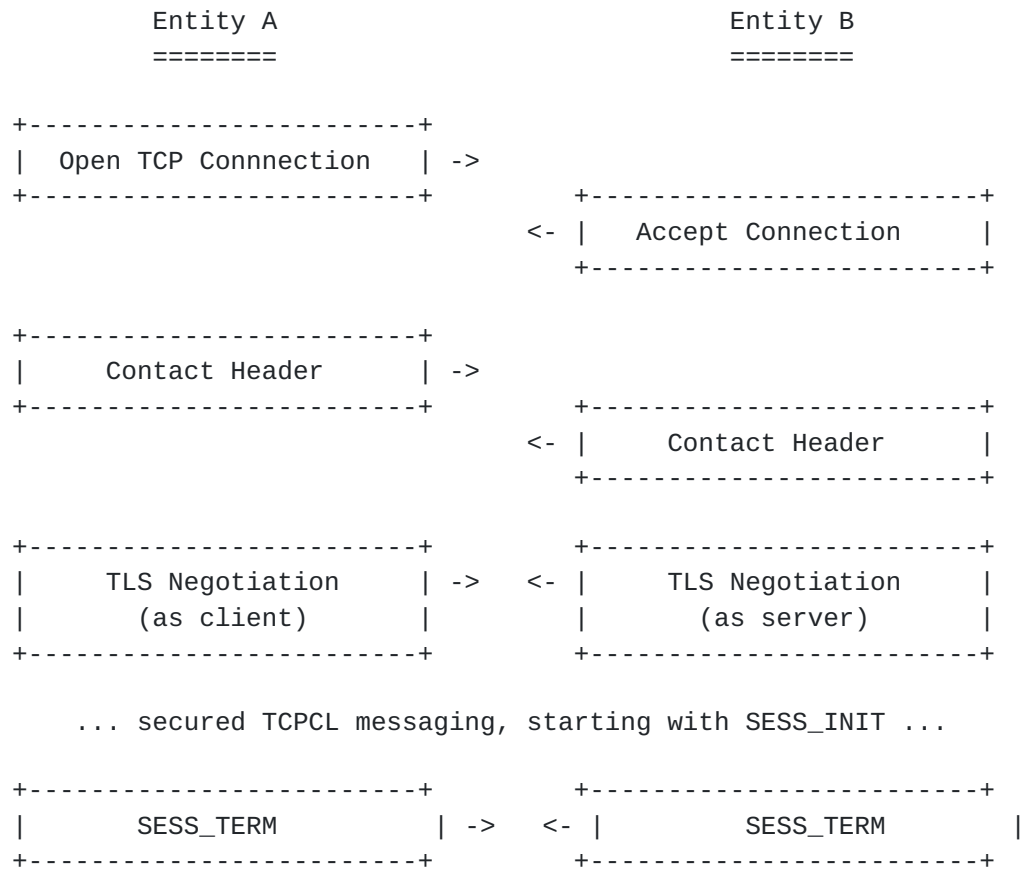 Entity A                             Entity B
         ========                             ========

+-------------------------+
|  Open TCP Connnection   | ->
+-------------------------+         +-------------------------+
                                 <- |   Accept Connection     |
                                    +-------------------------+

+-------------------------+
|     Contact Header      | ->
+-------------------------+         +-------------------------+
                                 <- |     Contact Header      |
                                    +-------------------------+

+-------------------------+         +-------------------------+
|     TLS Negotiation     | ->   <- |     TLS Negotiation     |
|       (as client)       |         |       (as server)       |
+-------------------------+         +-------------------------+

    ... secured TCPCL messaging, starting with SESS_INIT ...

+-------------------------+         +-------------------------+
|       SESS_TERM          | ->   <- |         SESS_TERM        |
+-------------------------+         +-------------------------+